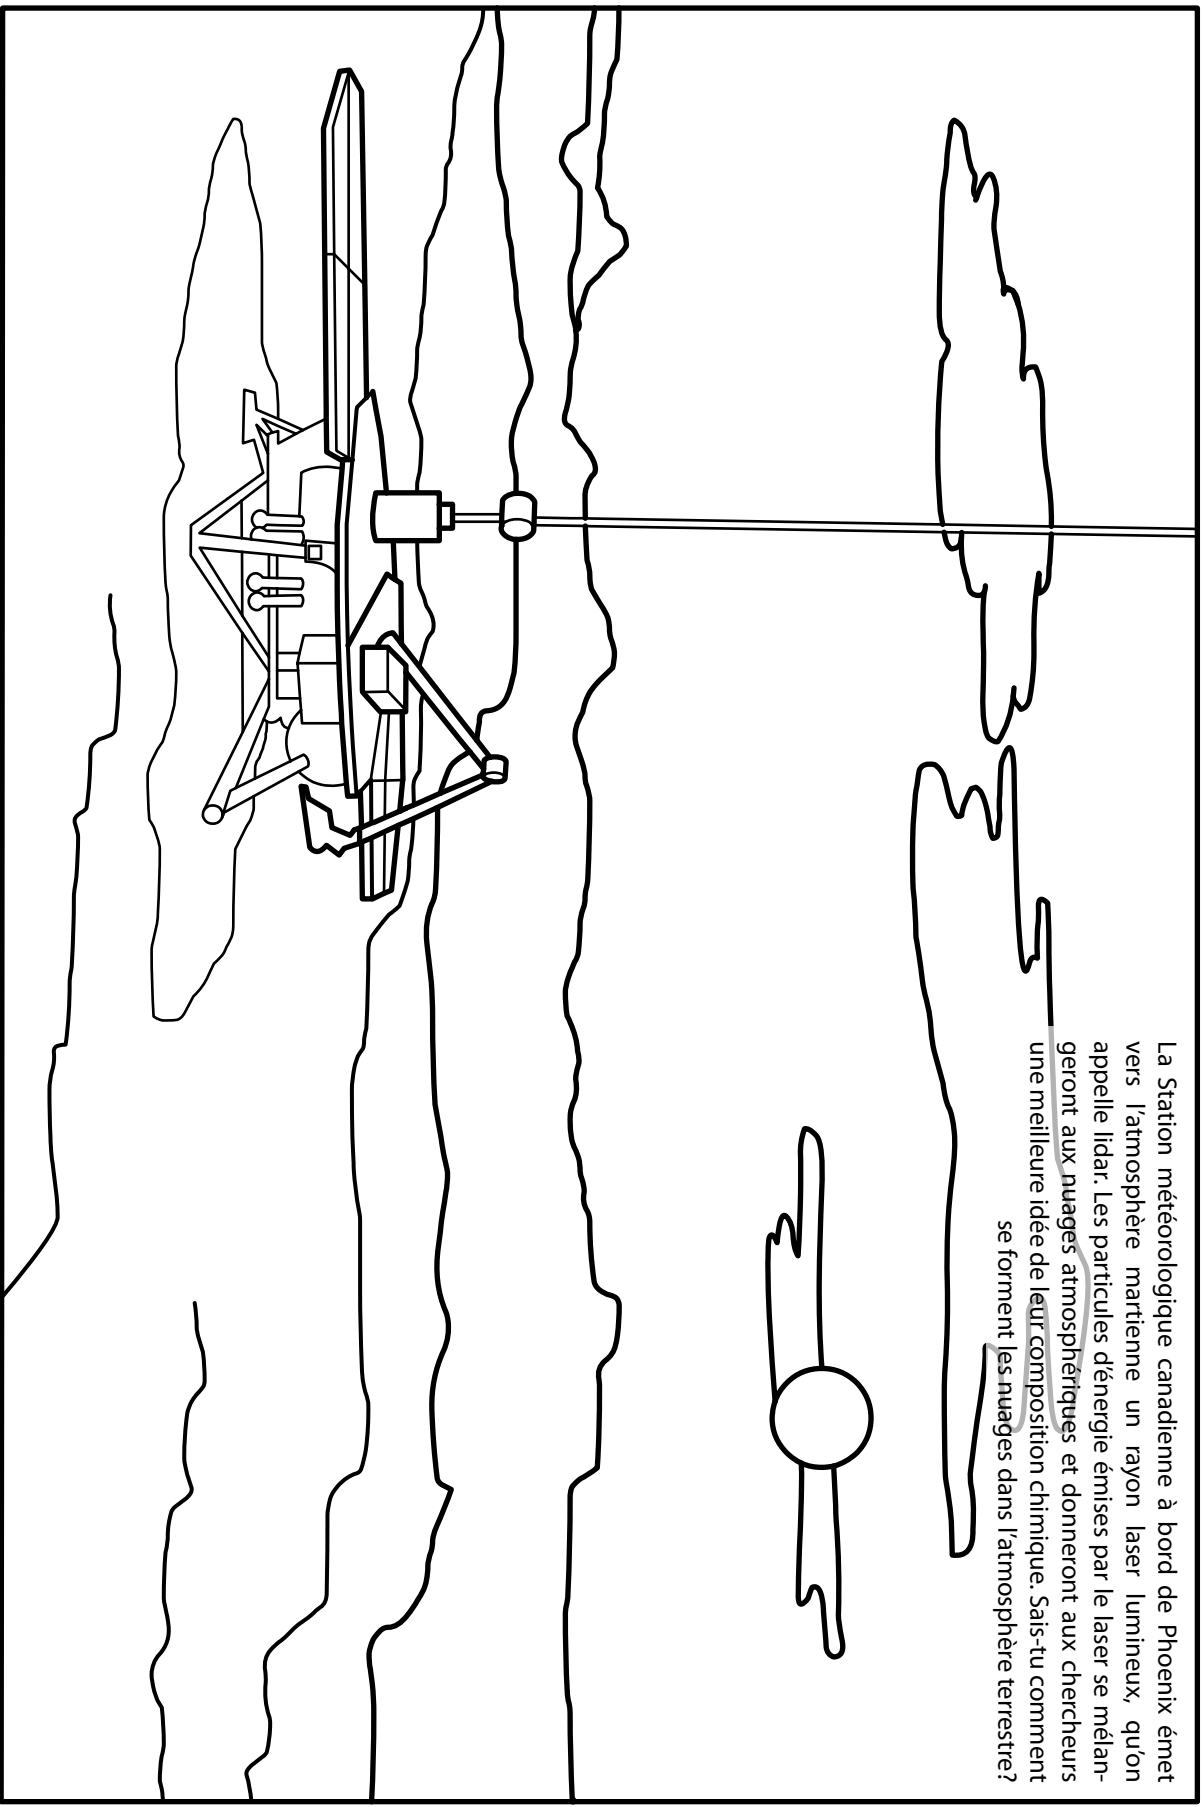 La Station météorologique canadienne à bord de Phoenix émet
vers l'atmosphère martienne un rayon laser lumineux, qu'on
appelle lidar. Les particules d'énergie émises par le laser se mélan-
geront aux nuages atmosphériques et donneront aux chercheurs
une meilleure idée de leur composition chimique. Sais-tu comment
se forment les nuages dans l'atmosphère terrestre?